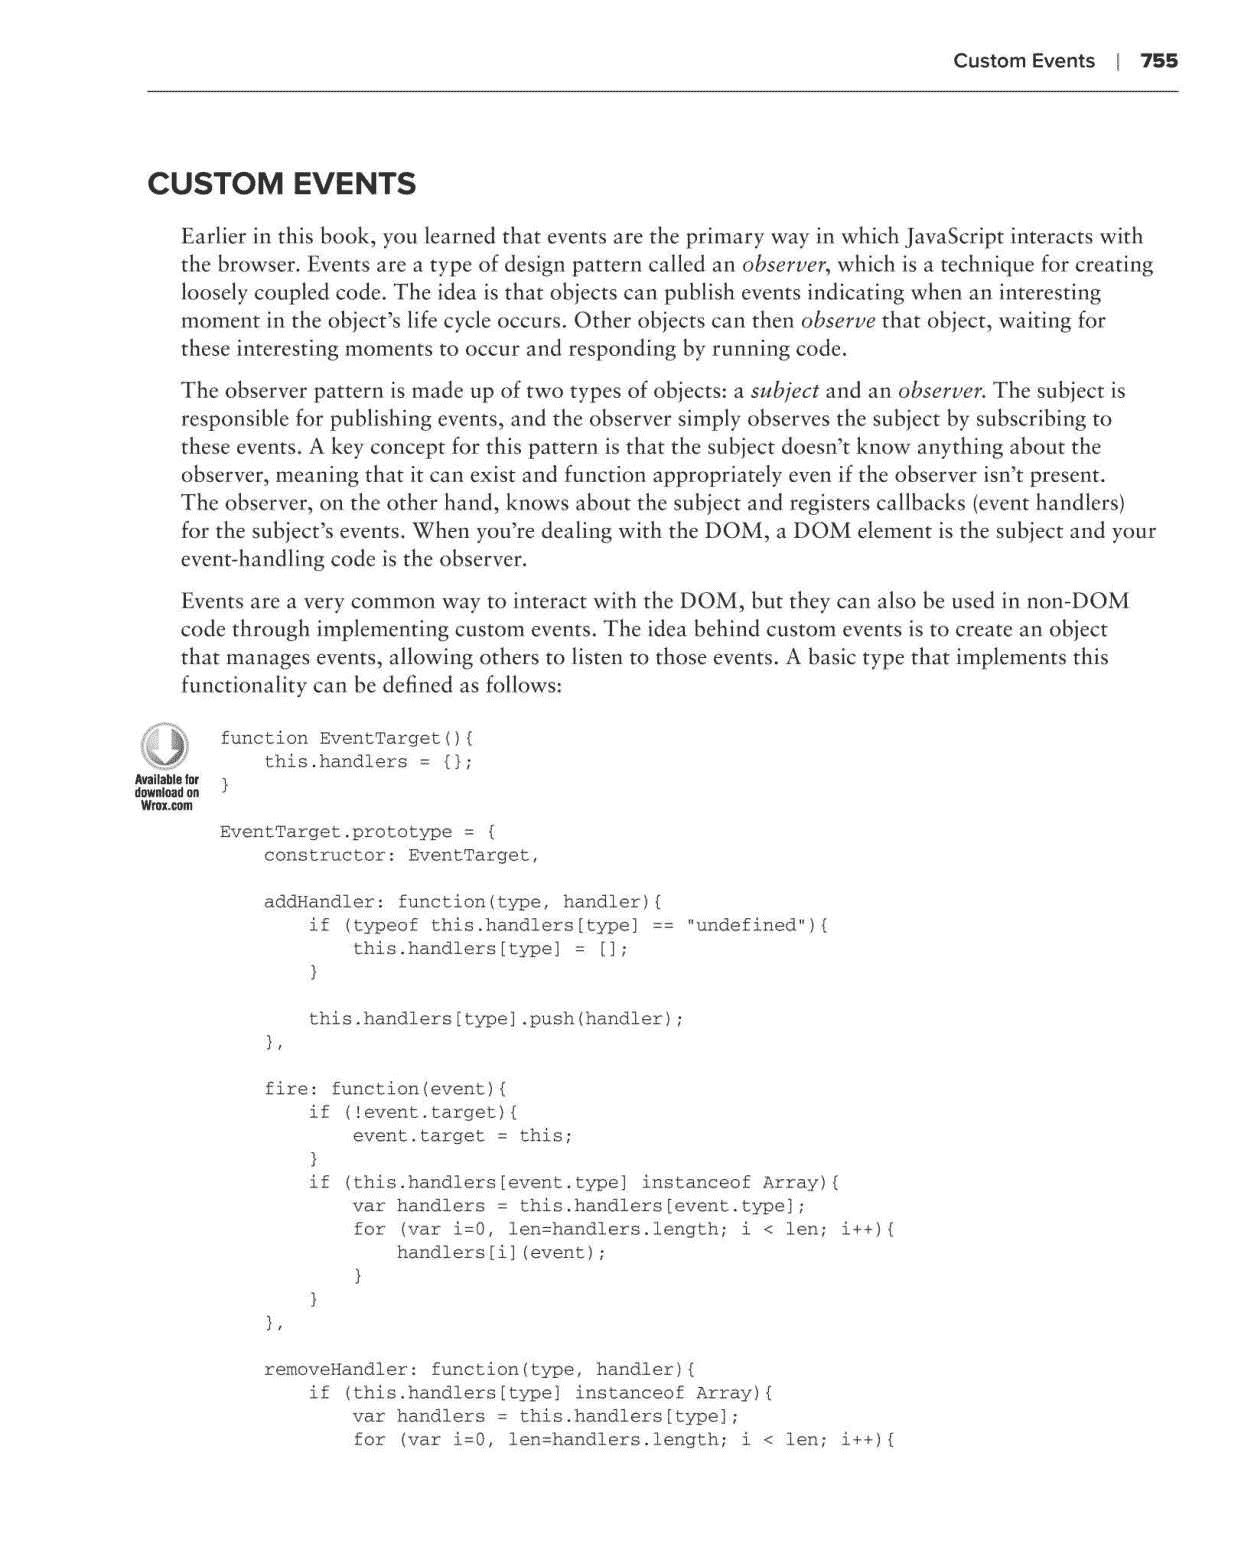 Custom Events | 755
CUSTOM EVENTS
Earlier in this book, you learned that events are the primary way in which JavaScript interacts with
the browser. Events are a type of design pattern called an observer, which is a technique for creating
loosely coupled code. The idea is that objects can publish events indicating when an interesting
moment in the object's life cycle occurs. Other objects can then observe that object, waiting for
these interesting moments to occur and responding by running code.
The observer pattern is made up of two types of objects: a subject and an observer. The subject is
responsible for publishing events, and the observer simply observes the subject by subscribing to
these events. A key concept for this pattern is that the subject doesn't know anything about the
observer, meaning that it can exist and function appropriately even if the observer isn't present.
The observer, on the other hand, knows about the subject and registers callbacks (event handlers)
for the subject's events. When you're dealing with the DOM, a DOM element is the subject and your
event-handling code is the observer.
Events are a very common way to interact with the DOM, but they can also be used in non-DOM
code through implementing custom events. The idea behind custom events is to create an object
that manages events, allowing others to listen to those events. A basic type that implements this
functionality can be defined as follows:
Available for
download on
Wrox.com
function EventTarget(){
    this.handlers = {};
}
EventTarget.prototype = {
    constructor: EventTarget,
    addHandler: function(type, handler){
        if (typeof this.handlers[type] == "undefined"){
            this.handlers[type] = [];
        }
        this.handlers[type].push(handler);
    },
    fire: function(event){
        if (!event.target){
            event.target = this;
        }
        if (this.handlers[event.type] instanceof Array){
            var handlers = this.handlers[event.type];
            for (var i=0, len=handlers.length; i < len; i++){
                handlers[i](event);
            }
        }
    },
    removeHandler: function(type, handler){
        if (this.handlers[type] instanceof Array){
            var handlers = this.handlers[type];
            for (var i=0, len=handlers.length; i < len; i++){